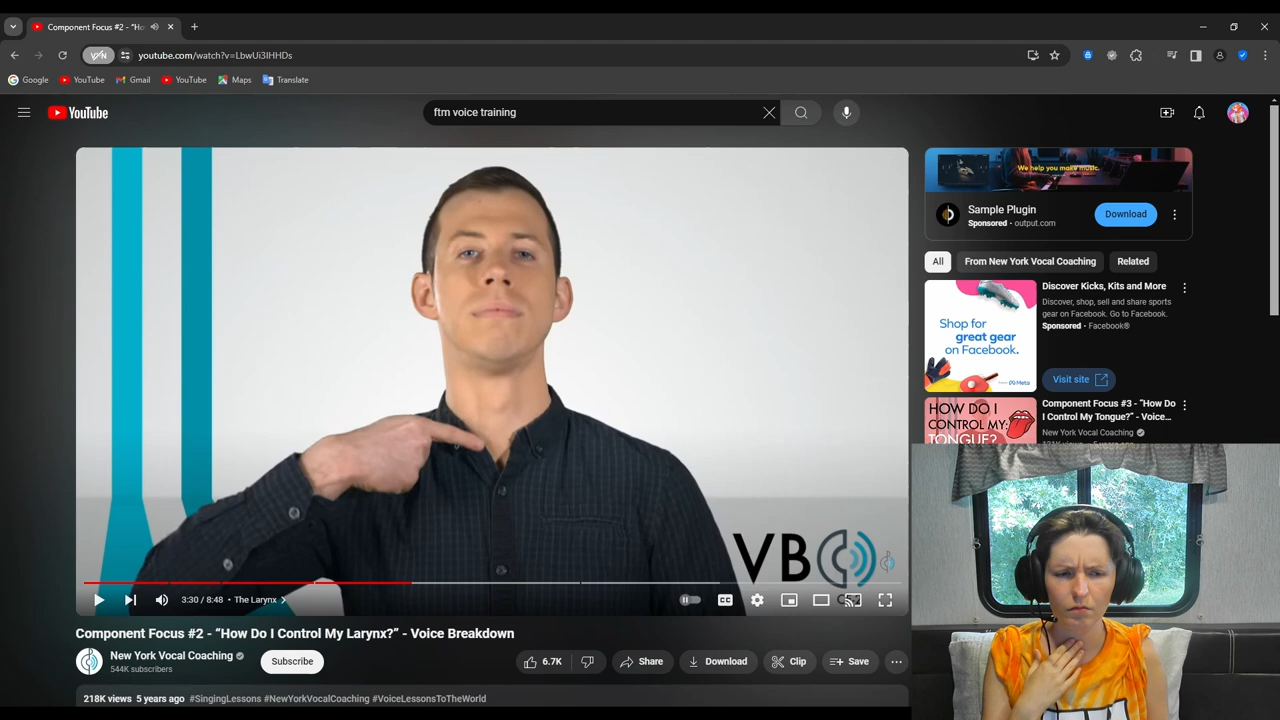 Component Focus #2 - “Ho
youtube.com/watch?v=LbwUi3IHHDs
Google YouTube Gmail YouTube Maps Translate
YouTube
ftm voice training
We help you make music.
Sample Plugin
Sponsored • output.com
Download
All From New York Vocal Coaching Related
Shop for
great gear
on Facebook.
Meta
Discover Kicks, Kits and More
Discover, shop, sell and share sports
gear on Facebook. Go to Facebook.
Sponsored • Facebook®
Visit site
HOW DO I
CONTROL MY:
TONGUE?
Component Focus #3 - “How Do
I Control My Tongue?” - Voice...
New York Vocal Coaching
VB
3:30 / 8:48 • The Larynx
CC
Component Focus #2 - “How Do I Control My Larynx?” - Voice Breakdown
New York Vocal Coaching
544K subscribers
Subscribe
6.7K
Share
Download
Clip
Save
218K views 5 years ago #SingingLessons #NewYorkVocalCoaching #VoiceLessonsToTheWorld